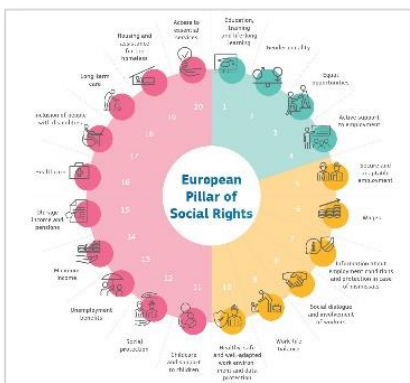 European
Pillar of
Social Rights
Education,
training
and life-long
learning
Gender equality
Equal
opportunities
Active support
to employment
Secure and
adaptable
employment
Wages
Information about
employment conditions
and protection in case
of dismissals
Social dialogue
and involvement
of workers
Work-life
balance
Healthy, safe
and well-adapted
work environ-
ment and data
protection
Childcare
and support
to children
Social
protection
Unemployment
benefits
Minimum
income
Old-age
income and
pensions
Health care
Inclusion of people
with disabilities
Long-term
care
Housing and
assistance
for the
homeless
Access to
essential
services
1
2
3
4
5
6
7
8
9
10
11
12
13
14
15
16
17
18
19
20